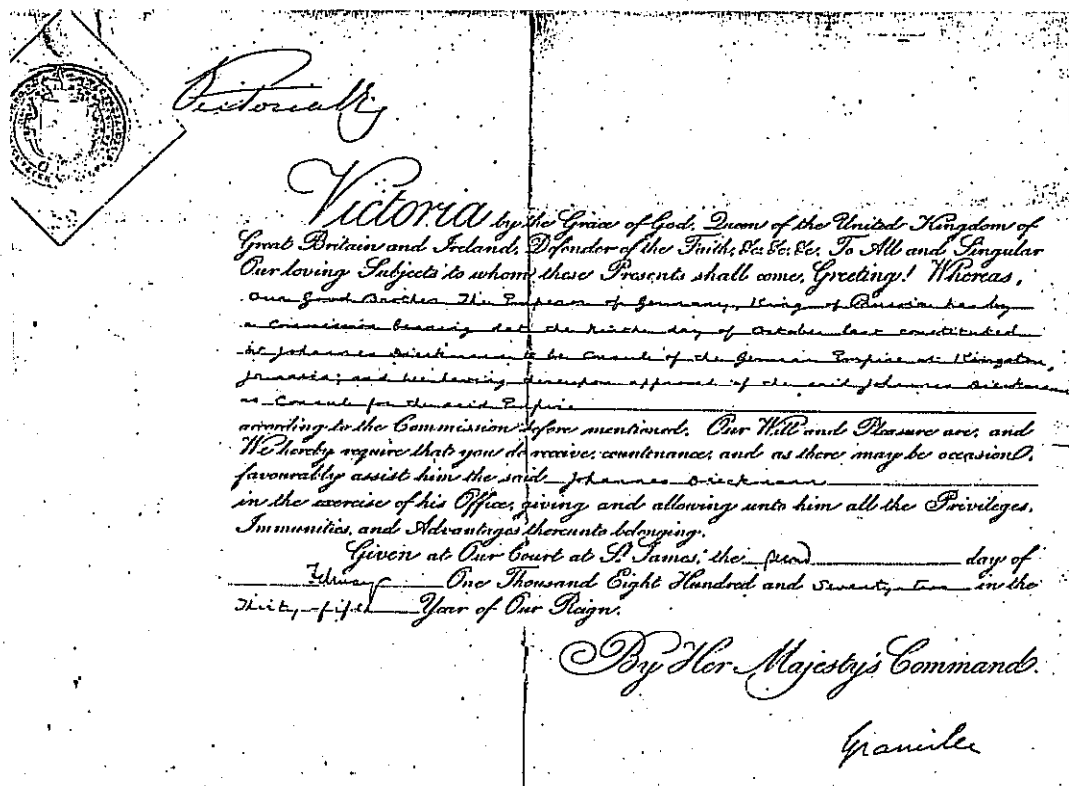 Victoria R
Victoria by the Grace of God, Queen of the United Kingdom of
Great Britain and Ireland, Defender of the Faith, &c. &c. &c. To All and Singular
Our loving Subjects to whom these Presents shall come, Greeting! Whereas,
Our Good Brother The Emperor of Germany, King of Prussia has by
a Commission bearing date the ninth day of October last constituted
Mr Johannes Dieckmann to be Consul of the German Empire at Kingston,
Jamaica; and We having thereupon approved of the said Johannes Dieckmann
as Consul for the said Empire
according to the Commission before mentioned. Our Will and Pleasure are, and
We hereby require that you do receive, countenance, and as there may be occasion,
favourably assist him the said Johannes Dieckmann
in the exercise of his Office, giving and allowing unto him all the Privileges,
Immunities, and Advantages thereunto belonging.
Given at Our Court at St. James', the day of
February One Thousand Eight Hundred and Seventy-two in the
Thirty-fifth Year of Our Reign.
By Her Majesty's Command.
Granville